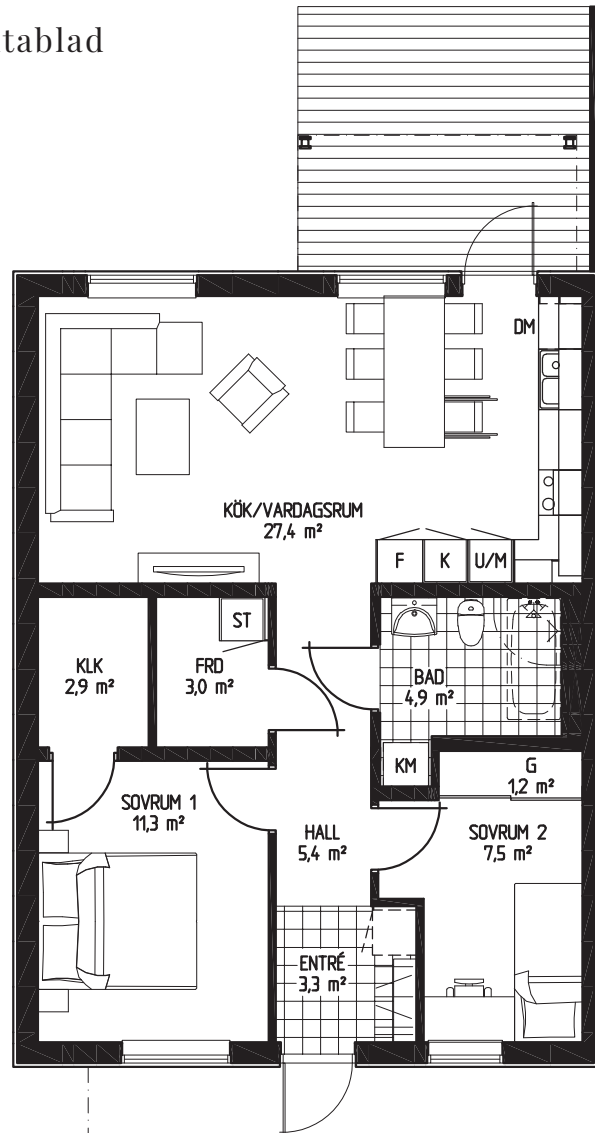 tablad
DM
KÖK/VARDAGSRUM
27,4 m²
F K U/M
ST
KLK
2,9 m²
FRD
3,0 m²
BAD
4,9 m²
KM
G
1,2 m²
SOVRUM 1
11,3 m²
HALL
5,4 m²
SOVRUM 2
7,5 m²
ENTRÉ
3,3 m²